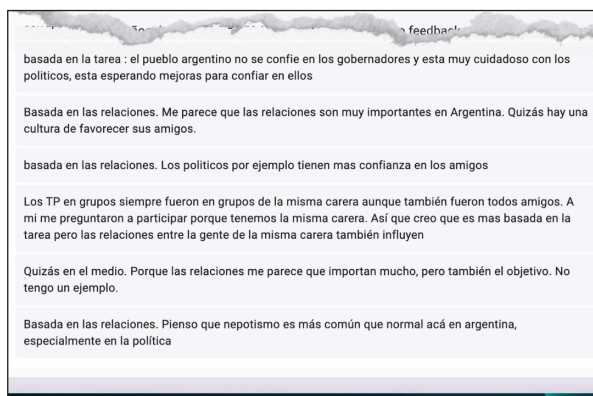 feedback
basada en la tarea : el pueblo argentino no se confie en los gobernadores y esta muy cuidadoso con los
politicos, esta esperando mejoras para confiar en ellos
Basada en las relaciones. Me parece que las relaciones son muy importantes en Argentina. Quizás hay una
cultura de favorecer sus amigos.
basada en las relaciones. Los politicos por ejemplo tienen mas confianza en los amigos
Los TP en grupos siempre fueron en grupos de la misma carera aunque también fueron todos amigos. A
mi me preguntaron a participar porque tenemos la misma carera. Así que creo que es mas basada en la
tarea pero las relaciones entre la gente de la misma carera también influyen
Quizás en el medio. Porque las relaciones me parece que importan mucho, pero también el objetivo. No
tengo un ejemplo.
Basada en las relaciones. Pienso que nepotismo es más común que normal acá en argentina,
especialmente en la política